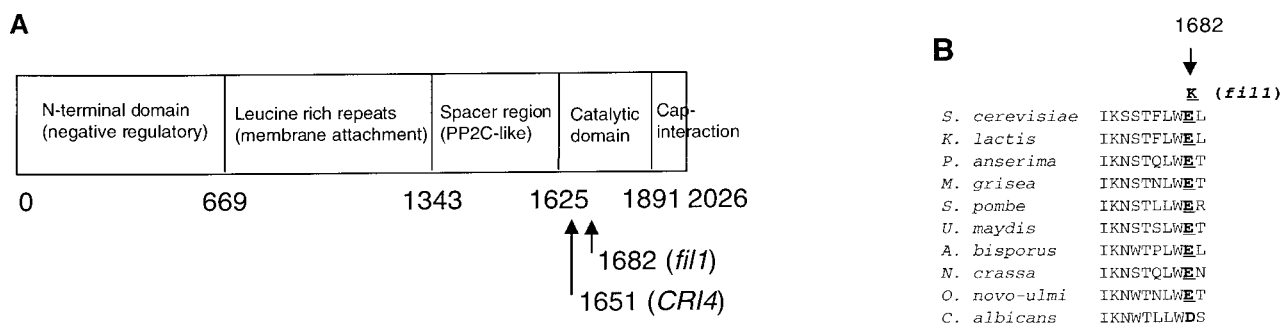 A
N-terminal domain
(negative regulatory)
Leucine rich repeats
(membrane attachment)
Spacer region
(PP2C-like)
Catalytic
domain
Cap-
interaction
0 669 1343 1625 1891 2026
1682 (fil1)
1651 (CRI4)
B
1682
K (fil1)
S. cerevisiae IKSSTFLWEL
K. lactis IKNSTFLWEL
P. anserima IKNSTQLWET
M. grisea IKNSTNLWET
S. pombe IKNSTLLWER
U. maydis IKNSTSLWET
A. bisporus IKNWTPLWEL
N. crassa IKNSTQLWEN
O. novo-ulmi IKNWTNLWET
C. albicans IKNWTLLWDS